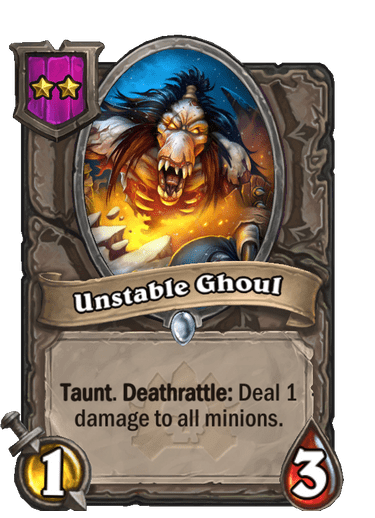 Unstable Ghoul
Taunt. Deathrattle: Deal 1
damage to all minions.
1
3